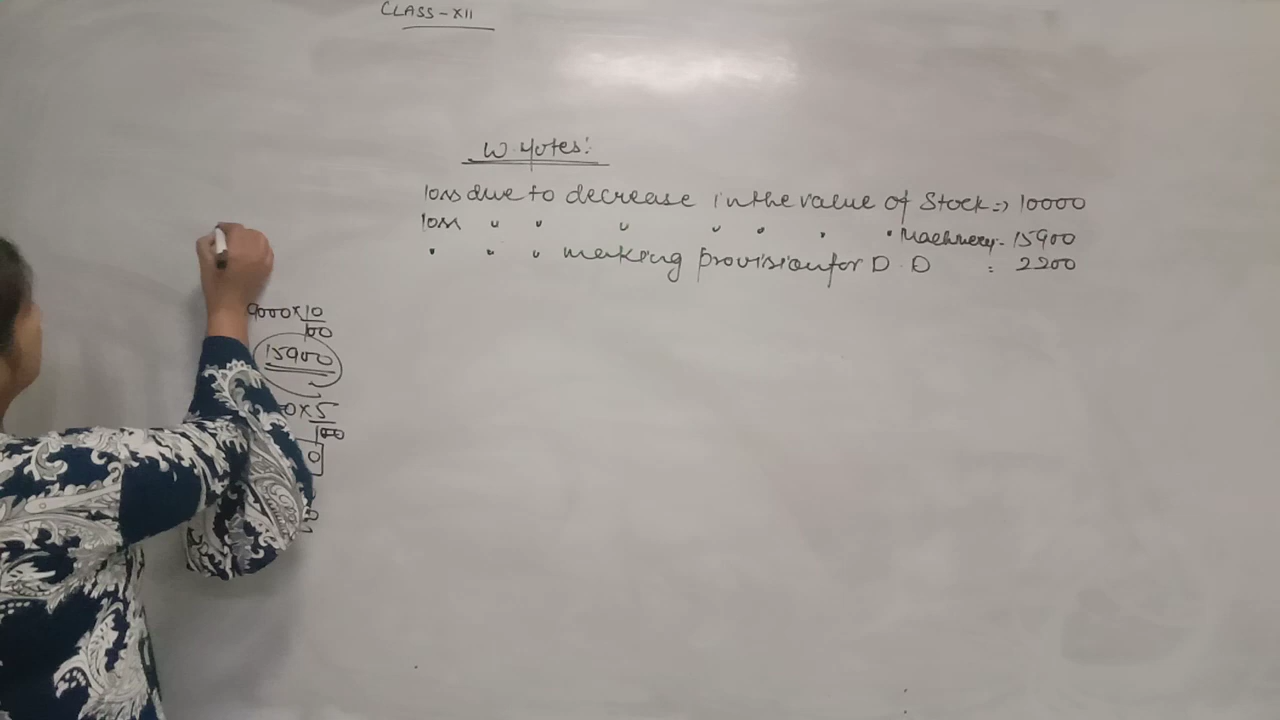 CLASS-XII
W. Notes:
loss due to decrease in the value of Stock => 10000
loss " " " " " " " Machinery - 15900
" " " making provision for D.D : 2200
9000 × 10
100
15900
0 × 5